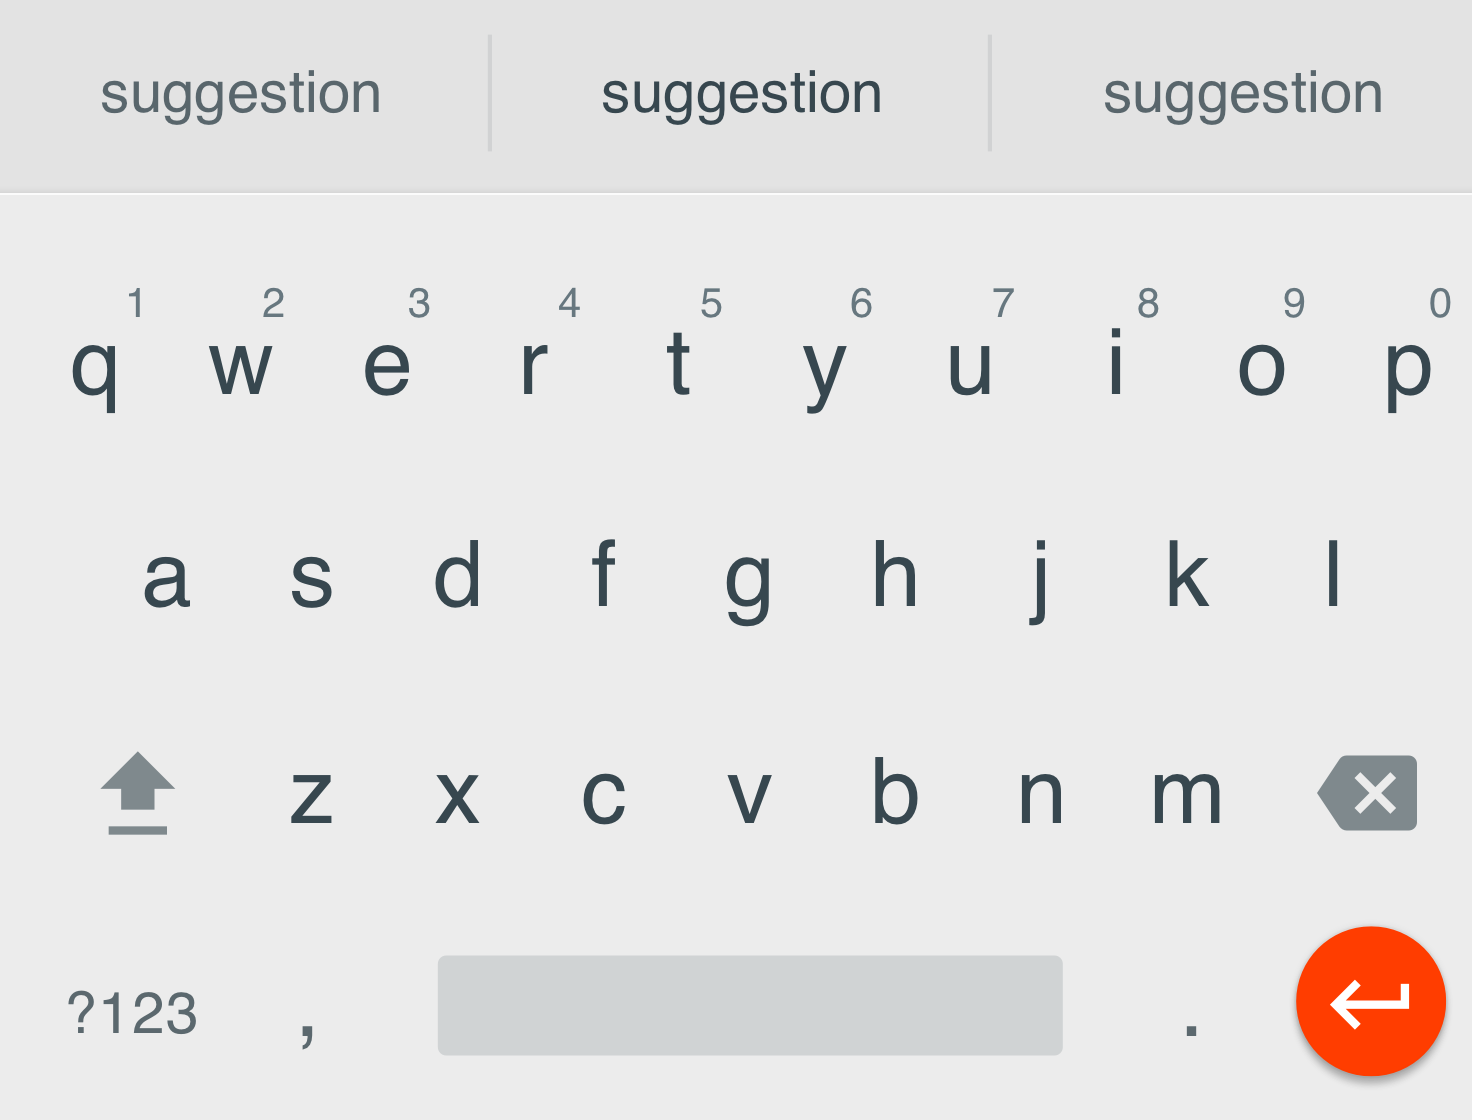 suggestion suggestion suggestion
1 2 3 4 5 6 7 8 9 0
q w e r t y u i o p
a s d f g h j k l
z x c v b n m
?123 , .